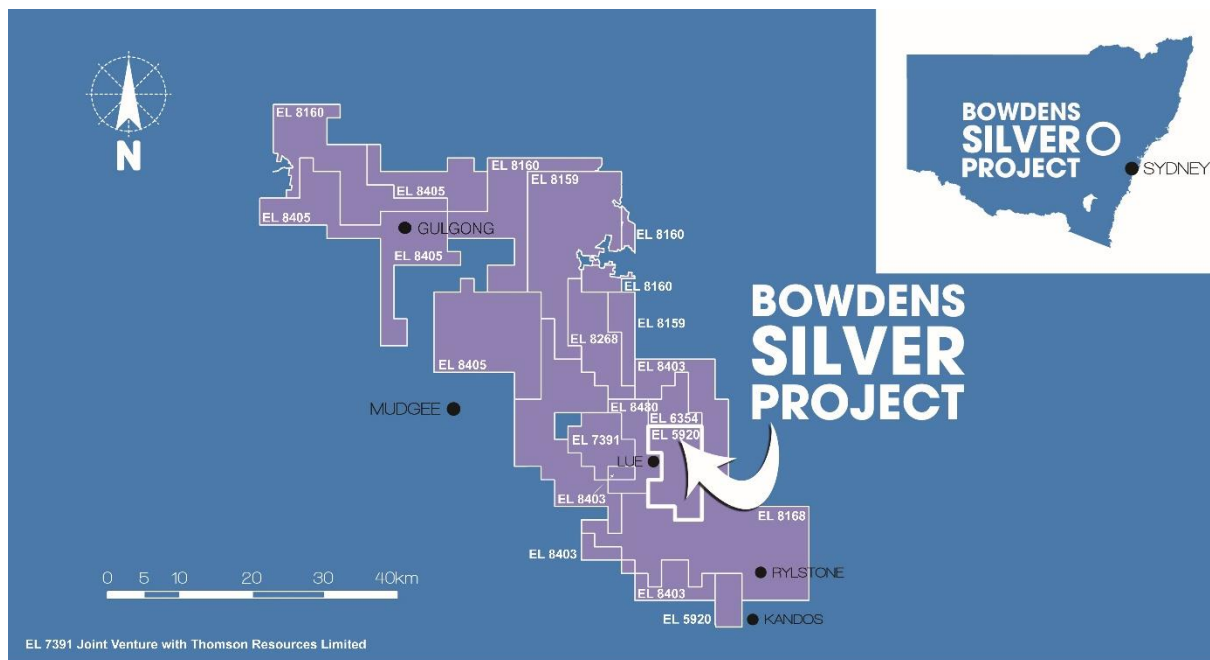 BOWDENS
SILVER
PROJECT
SYDNEY
N
EL 8160
EL 8160
EL 8405
EL 8159
EL 8405
GULGONG
EL 8160
EL 8405
EL 8160
EL 8159
EL 8268
EL 8405
EL 8403
BOWDENS
SILVER
PROJECT
MUDGEE
EL 8480
EL 6354
EL 5920
EL 7391
LUE
EL 8403
EL 8168
EL 8403
RYLSTONE
EL 8403
EL 5920
KANDOS
0 5 10 20 30 40km
EL 7391 Joint Venture with Thomson Resources Limited